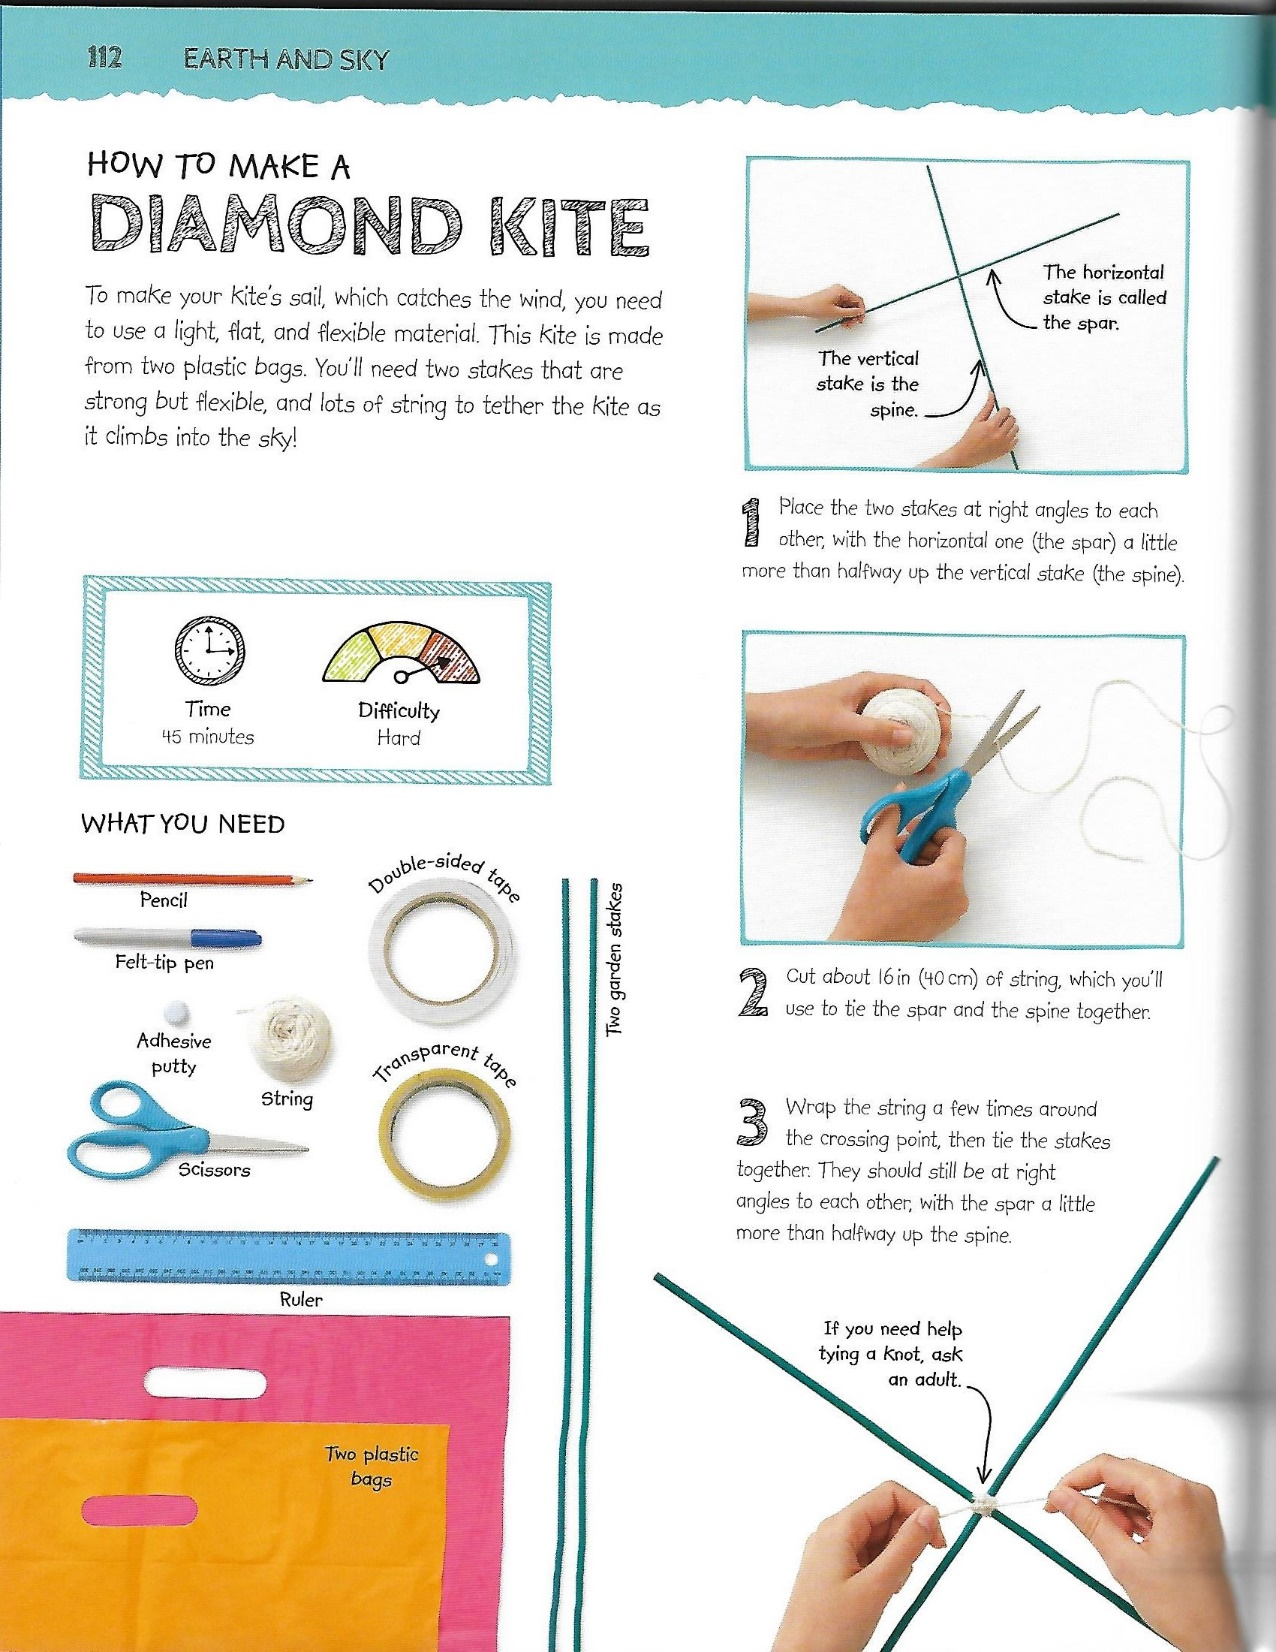 112 EARTH AND SKY
HOW TO MAKE A
DIAMOND KITE
To make your kite's sail, which catches the wind, you need
to use a light, flat, and flexible material. This kite is made
from two plastic bags. You'll need two stakes that are
strong but flexible, and lots of string to tether the kite as
it climbs into the sky!
Time
45 minutes
Difficulty
Hard
WHAT YOU NEED
Pencil
Felt-tip pen
Adhesive
putty
String
Scissors
Double-sided tape
Transparent tape
Two garden stakes
Ruler
Two plastic
bags
The horizontal
stake is called
the spar.
The vertical
stake is the
spine.
1 Place the two stakes at right angles to each
other, with the horizontal one (the spar) a little
more than halfway up the vertical stake (the spine).
2 Cut about 16 in (40 cm) of string, which you'll
use to tie the spar and the spine together.
3 Wrap the string a few times around
the crossing point, then tie the stakes
together. They should still be at right
angles to each other, with the spar a little
more than halfway up the spine.
If you need help
tying a knot, ask
an adult.